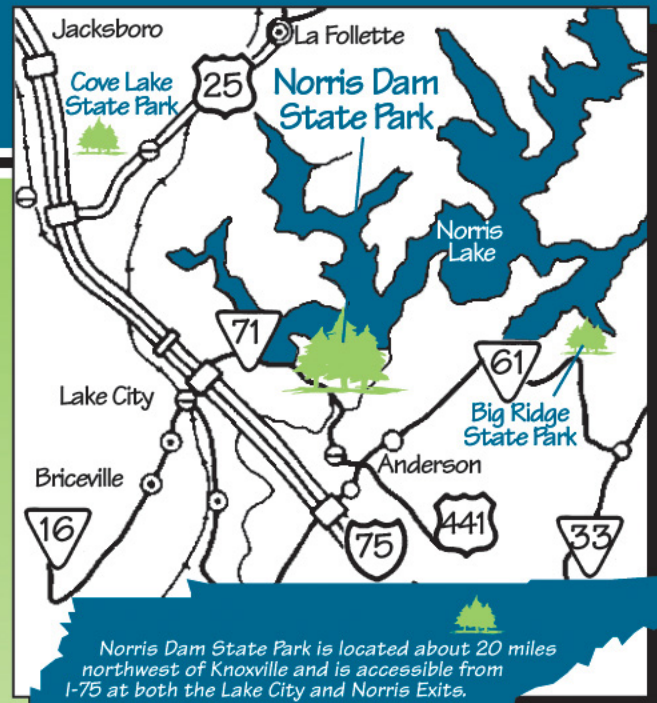 Jacksboro
La Follette
Cove Lake
State Park
25
Norris Dam
State Park
Norris
Lake
71
61
Lake City
Big Ridge
State Park
Briceville
Anderson
16
441
75
33
Norris Dam State Park is located about 20 miles
northwest of Knoxville and is accessible from
I-75 at both the Lake City and Norris Exits.